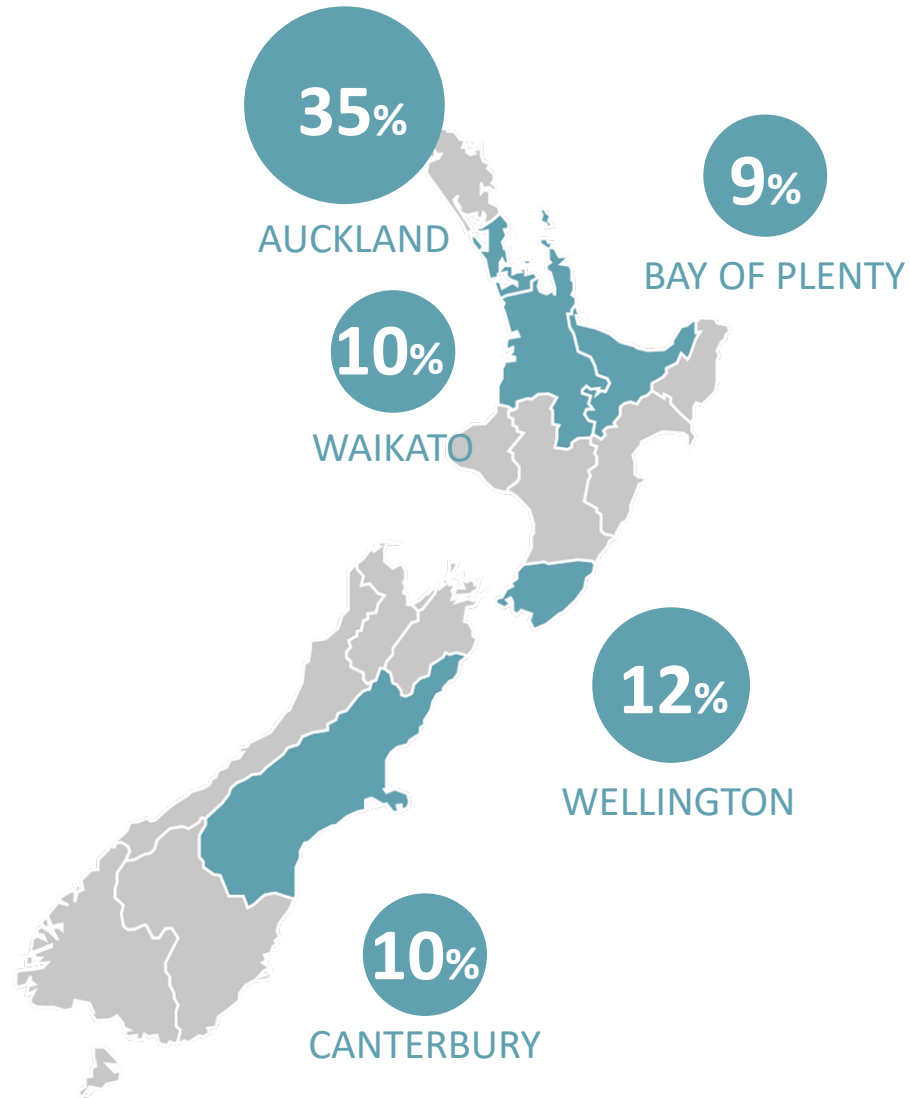 35%
AUCKLAND
9%
BAY OF PLENTY
10%
WAIKATO
12%
WELLINGTON
10%
CANTERBURY